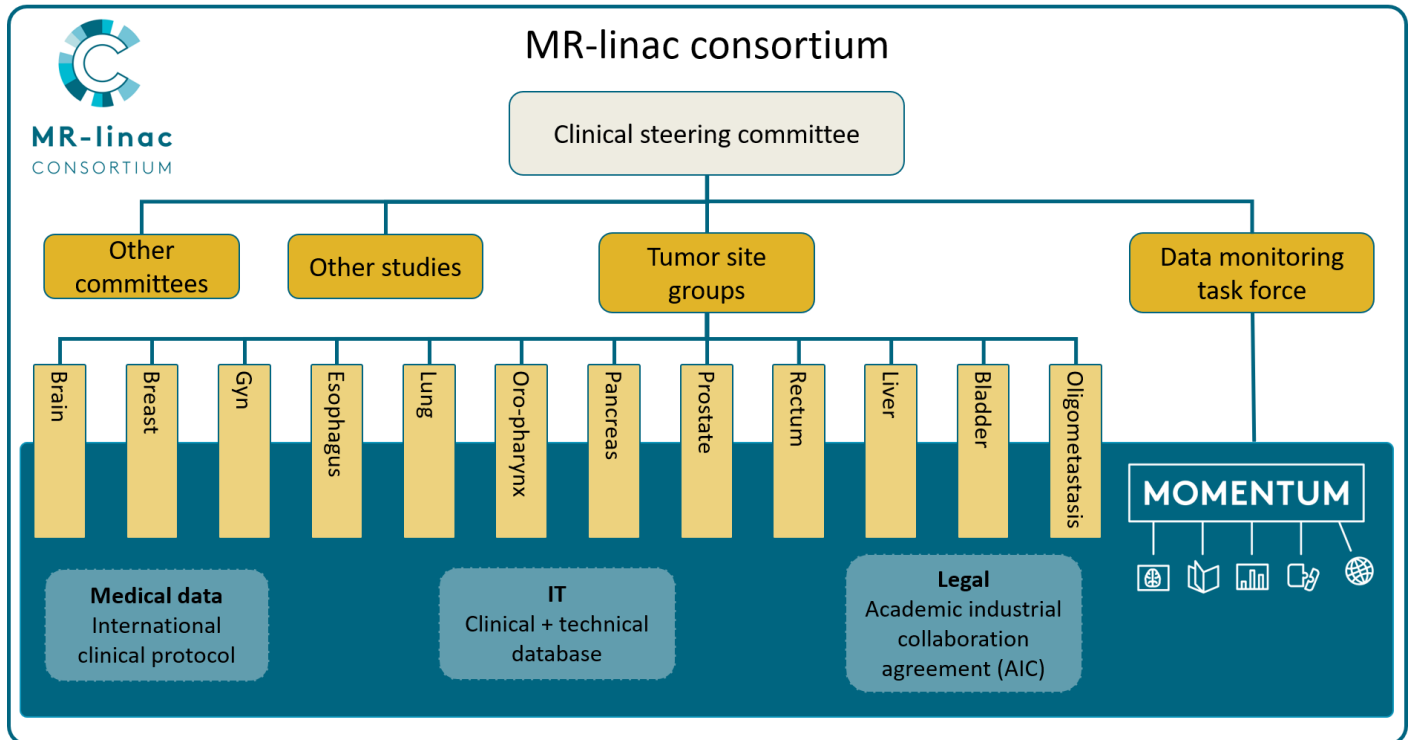 MR-linac consortium
MR-linac
CONSORTIUM
Clinical steering committee
Other
committees
Other studies
Tumor site
groups
Data monitoring
task force
Brain
Breast
Gyn
Esophagus
Lung
Oro-pharynx
Pancreas
Prostate
Rectum
Liver
Bladder
Oligometastasis
MOMENTUM
Medical data
International
clinical protocol
IT
Clinical + technical
database
Legal
Academic industrial
collaboration
agreement (AIC)